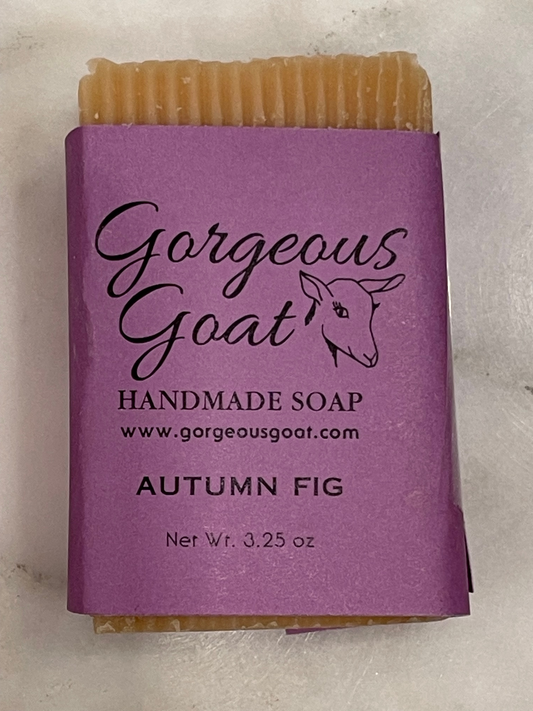 Gorgeous
Goat
HANDMADE SOAP
www.gorgeousgoat.com
AUTUMN FIG
Net Wt. 3.25 oz